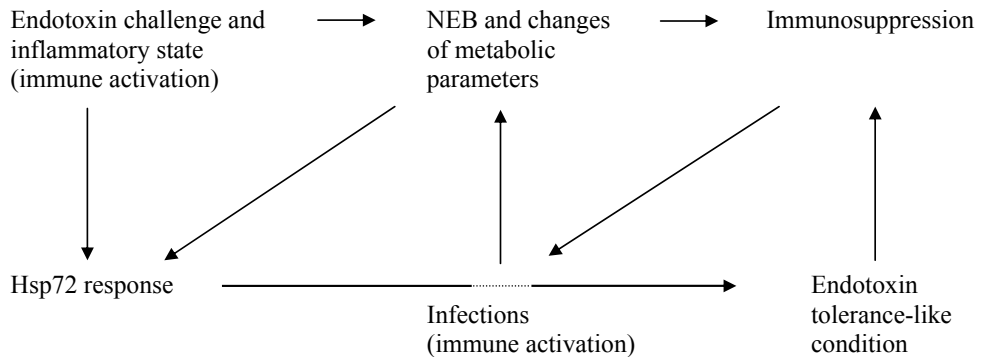 Endotoxin challenge and
inflammatory state
(immune activation)
NEB and changes
of metabolic
parameters
Immunosuppression
Hsp72 response
Infections
(immune activation)
Endotoxin
tolerance-like
condition